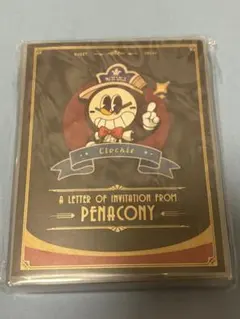 Clockie
A LETTER OF INVITATION FROM
PENACONY